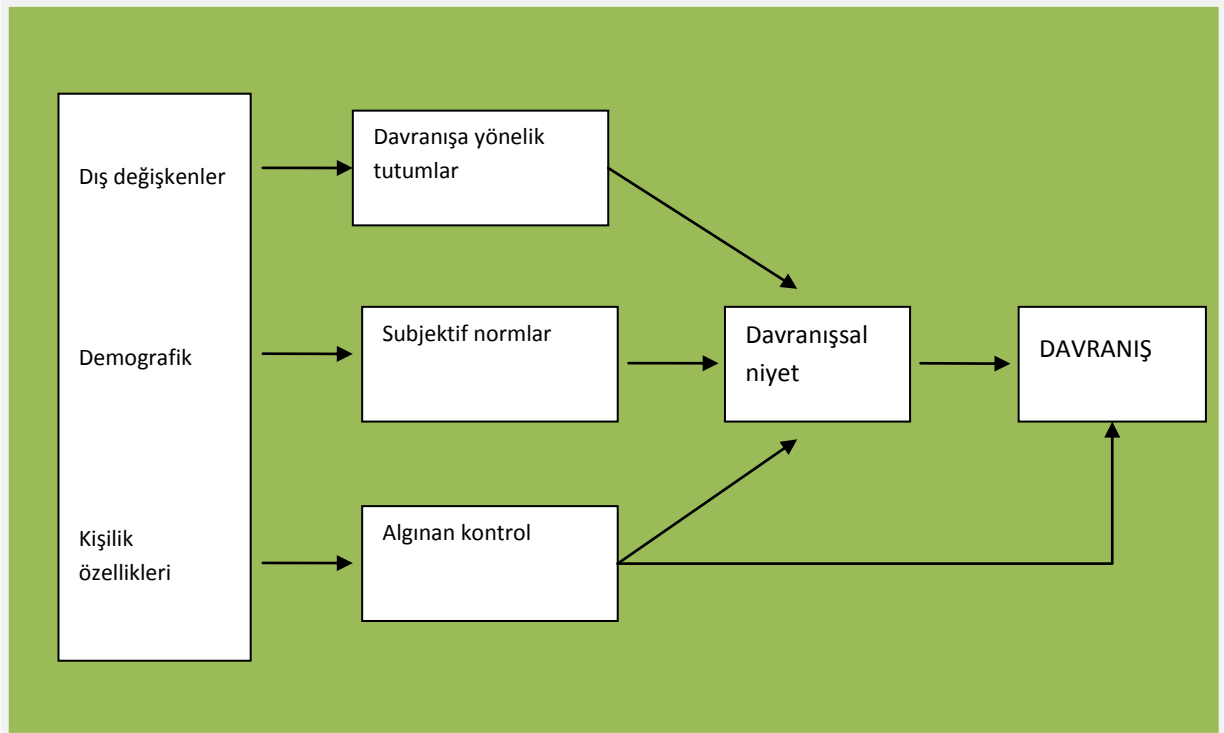 Dış değişkenler
Demografik
Kişilik
özellikleri
Davranışa yönelik
tutumlar
Subjektif normlar
Algınan kontrol
Davranışsal
niyet
DAVRANIŞ